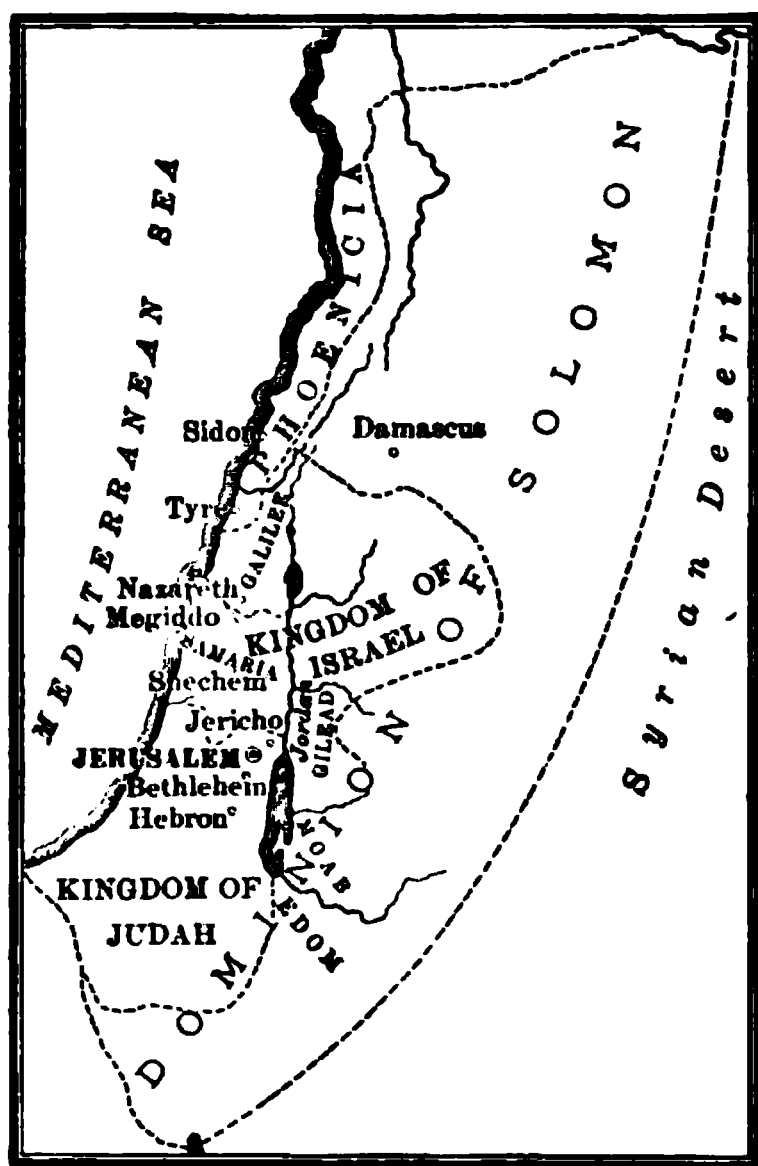 MEDITERRANEAN SEA
PHOENICIA
DOMINION OF SOLOMON
Syrian Desert
Sidon
Damascus
Tyre
GALILEE
Nazareth
Megiddo
KINGDOM OF
ISRAEL
SAMARIA
Shechem
Jericho
Jordan
GILEAD
JERUSALEM
Bethlehem
Hebron
MOAB
EDOM
KINGDOM OF
JUDAH